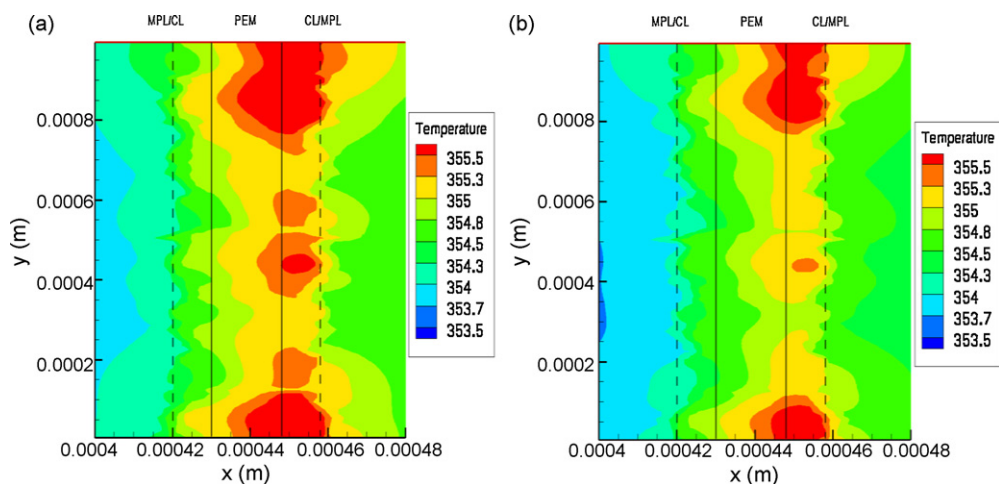 (a)
MPL/CL PEM CL/MPL
y (m)
0.0008
0.0006
0.0004
0.0002
0.0004 0.00042 0.00044 0.00046 0.00048
x (m)
Temperature
355.5
355.3
355
354.8
354.5
354.3
354
353.7
353.5
(b)
MPL/CL PEM CL/MPL
y (m)
0.0008
0.0006
0.0004
0.0002
0.0004 0.00042 0.00044 0.00046 0.00048
x (m)
Temperature
355.5
355.3
355
354.8
354.5
354.3
354
353.7
353.5